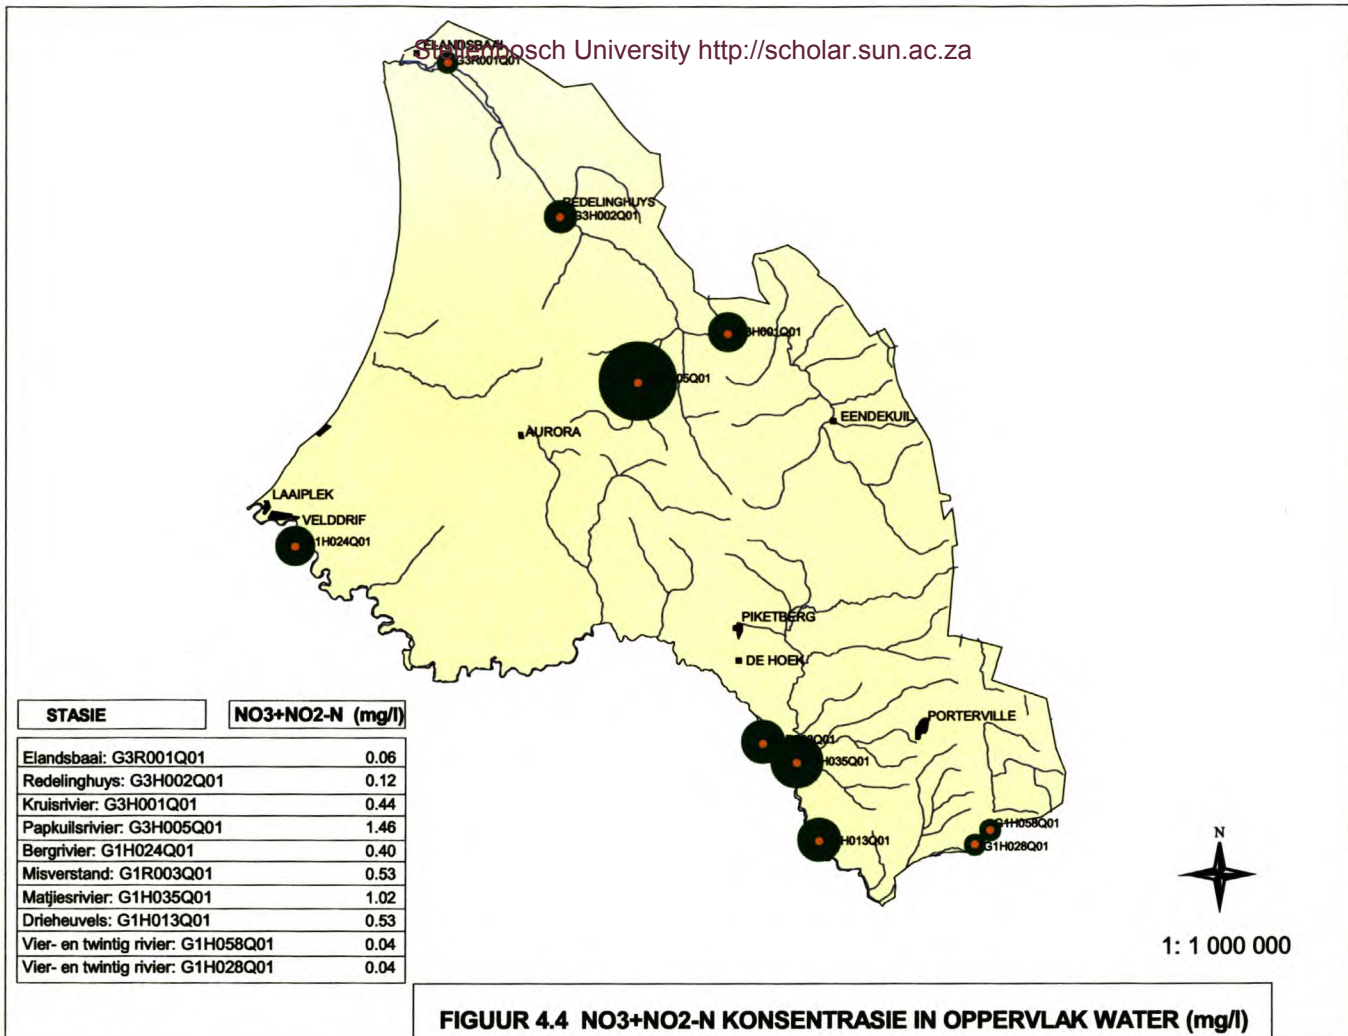 Stellenbosch University http://scholar.sun.ac.za
ELANDSBAAI
G3R001Q01
REDELINGHUYS
G3H002Q01
3H001Q01
05Q01
EENDEKUIL
AURORA
LAAIPLEK
VELDDRIF
1H024Q01
PIKETBERG
DE HOEK
PORTERVILLE
H035Q01
H013Q01
G1H058Q01
G1H028Q01
STASIE NO3+NO2-N (mg/l)
Elandsbaai: G3R001Q01 0.06
Redelinghuys: G3H002Q01 0.12
Kruisrivier: G3H001Q01 0.44
Papkuilsrivier: G3H005Q01 1.46
Bergrivier: G1H024Q01 0.40
Misverstand: G1R003Q01 0.53
Matjiesrivier: G1H035Q01 1.02
Drieheuvels: G1H013Q01 0.53
Vier- en twintig rivier: G1H058Q01 0.04
Vier- en twintig rivier: G1H028Q01 0.04
N
1: 1 000 000
FIGUUR 4.4 NO3+NO2-N KONSENTRASIE IN OPPERVLAK WATER (mg/l)